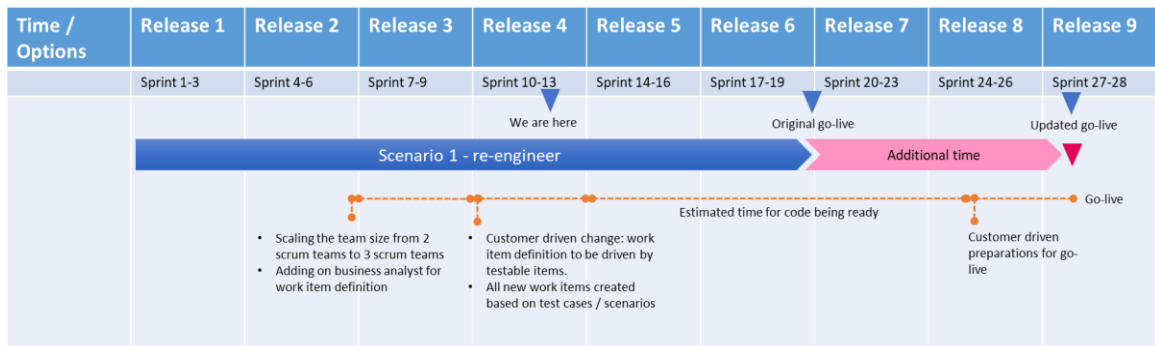 Time /
Options
Release 1
Release 2
Release 3
Release 4
Release 5
Release 6
Release 7
Release 8
Release 9
Sprint 1-3
Sprint 4-6
Sprint 7-9
Sprint 10-13
Sprint 14-16
Sprint 17-19
Sprint 20-23
Sprint 24-26
Sprint 27-28
We are here
Original go-live
Updated go-live
Scenario 1 - re-engineer
Additional time
Go-live
Estimated time for code being ready
• Scaling the team size from 2
scrum teams to 3 scrum teams
• Adding on business analyst for
work item definition
• Customer driven change: work
item definition to be driven by
testable items.
• All new work items created
based on test cases / scenarios
Customer driven
preparations for go-
live